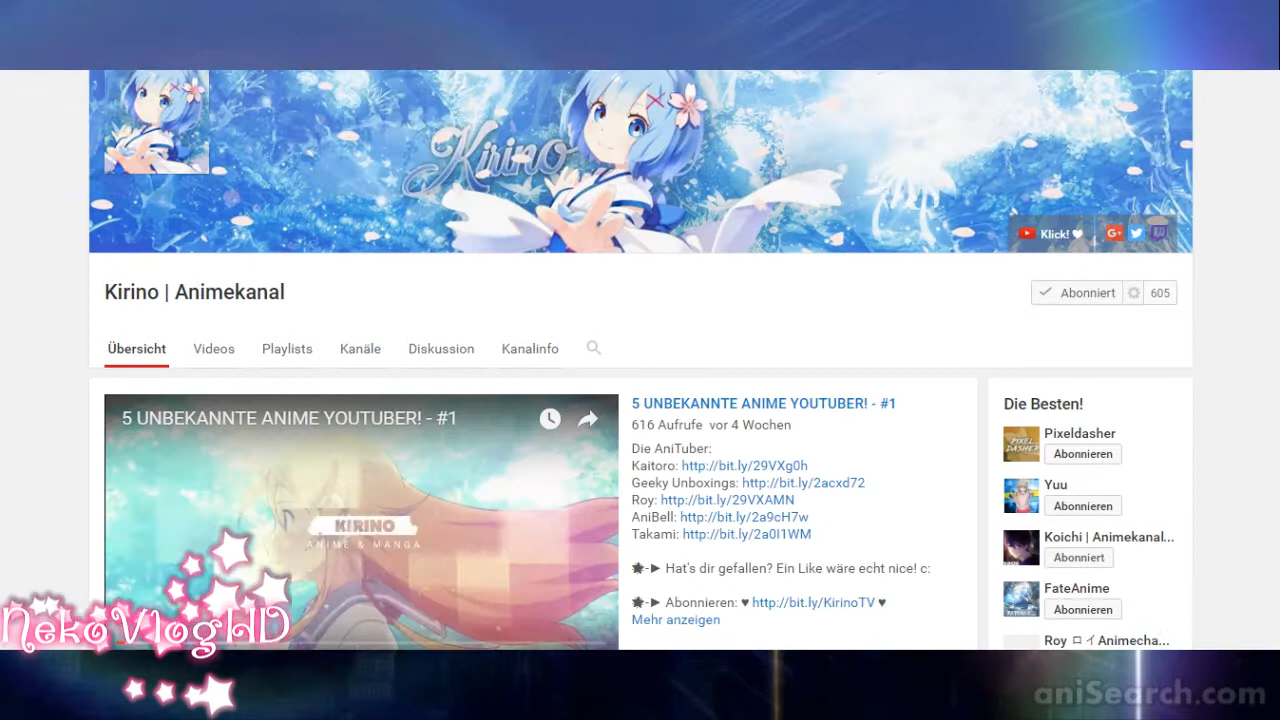 Kirino
Klick! ♥
Kirino | Animekanal
Abonniert 605
Übersicht Videos Playlists Kanäle Diskussion Kanalinfo
5 UNBEKANNTE ANIME YOUTUBER! - #1
KIRINO
ANIME & MANGA
5 UNBEKANNTE ANIME YOUTUBER! - #1
616 Aufrufe vor 4 Wochen
Die AniTuber:
Kaitoro: http://bit.ly/29VXg0h
Geeky Unboxings: http://bit.ly/2acxd72
Roy: http://bit.ly/29VXAMN
AniBell: http://bit.ly/2a9cH7w
Takami: http://bit.ly/2a0I1WM
-► Hat's dir gefallen? Ein Like wäre echt nice! c:
-► Abonnieren: ♥ http://bit.ly/KirinoTV ♥
Mehr anzeigen
Die Besten!
Pixeldasher
Abonnieren
Yuu
Abonnieren
Koichi | Animekanal...
Abonniert
FateAnime
Abonnieren
Roy ロイ Animecha...
NekoVlogHD
aniSearch.com